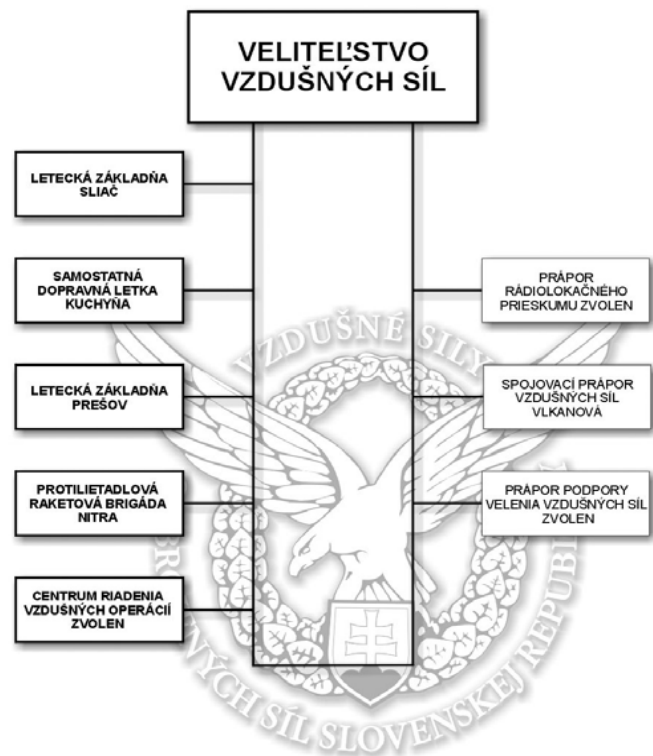 VELITEĽSTVO
VZDUŠNÝCH SÍL
LETECKÁ ZÁKLADŇA
SLIAČ
SAMOSTATNÁ
DOPRAVNÁ LETKA
KUCHYŇA
LETECKÁ ZÁKLADŇA
PREŠOV
PROTILIETADLOVÁ
RAKETOVÁ BRIGÁDA
NITRA
CENTRUM RIADENIA
VZDUŠNÝCH OPERÁCIÍ
ZVOLEN
PRÁPOR
RÁDIOLOKAČNÉHO
PRIESKUMU ZVOLEN
SPOJOVACÍ PRÁPOR
VZDUŠNÝCH SÍL
VLKANOVÁ
PRÁPOR PODPORY
VELENIA VZDUŠNÝCH SÍL
ZVOLEN
VZDUŠNÉ SILY
SÍL SLOVENSKEJ